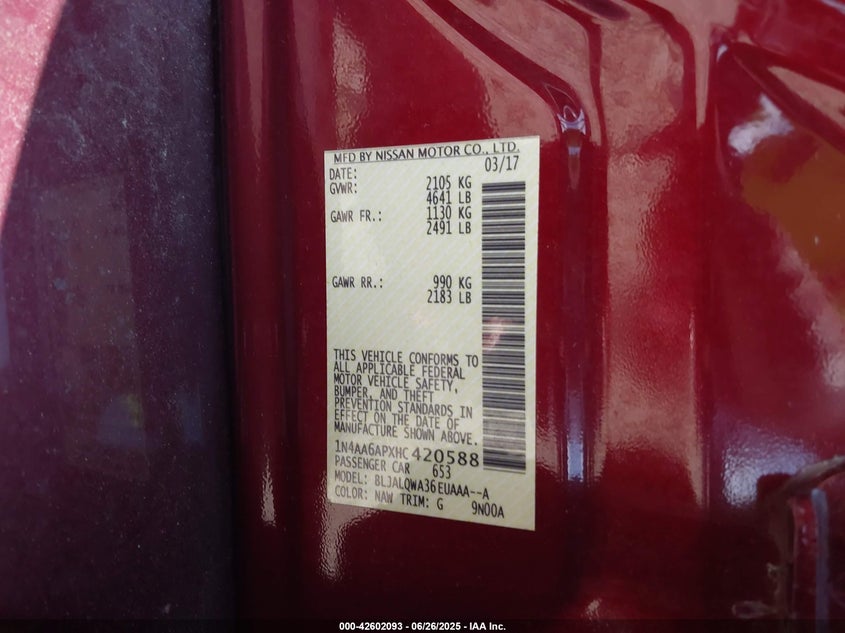 MFD BY NISSAN MOTOR CO., LTD.
DATE: 03/17
GVWR: 2105 KG
4641 LB
GAWR FR.: 1130 KG
2491 LB
GAWR RR.: 990 KG
2183 LB
THIS VEHICLE CONFORMS TO
ALL APPLICABLE FEDERAL
MOTOR VEHICLE SAFETY,
BUMPER, AND THEFT
PREVENTION STANDARDS IN
EFFECT ON THE DATE OF
MANUFACTURE SHOWN ABOVE.
1N4AA6APXHC420588
PASSENGER CAR 653
MODEL: BLJALQWA36EUAAA--A
COLOR: NAW TRIM: G 9N00A
000-42602093 - 06/26/2025 - IAA Inc.